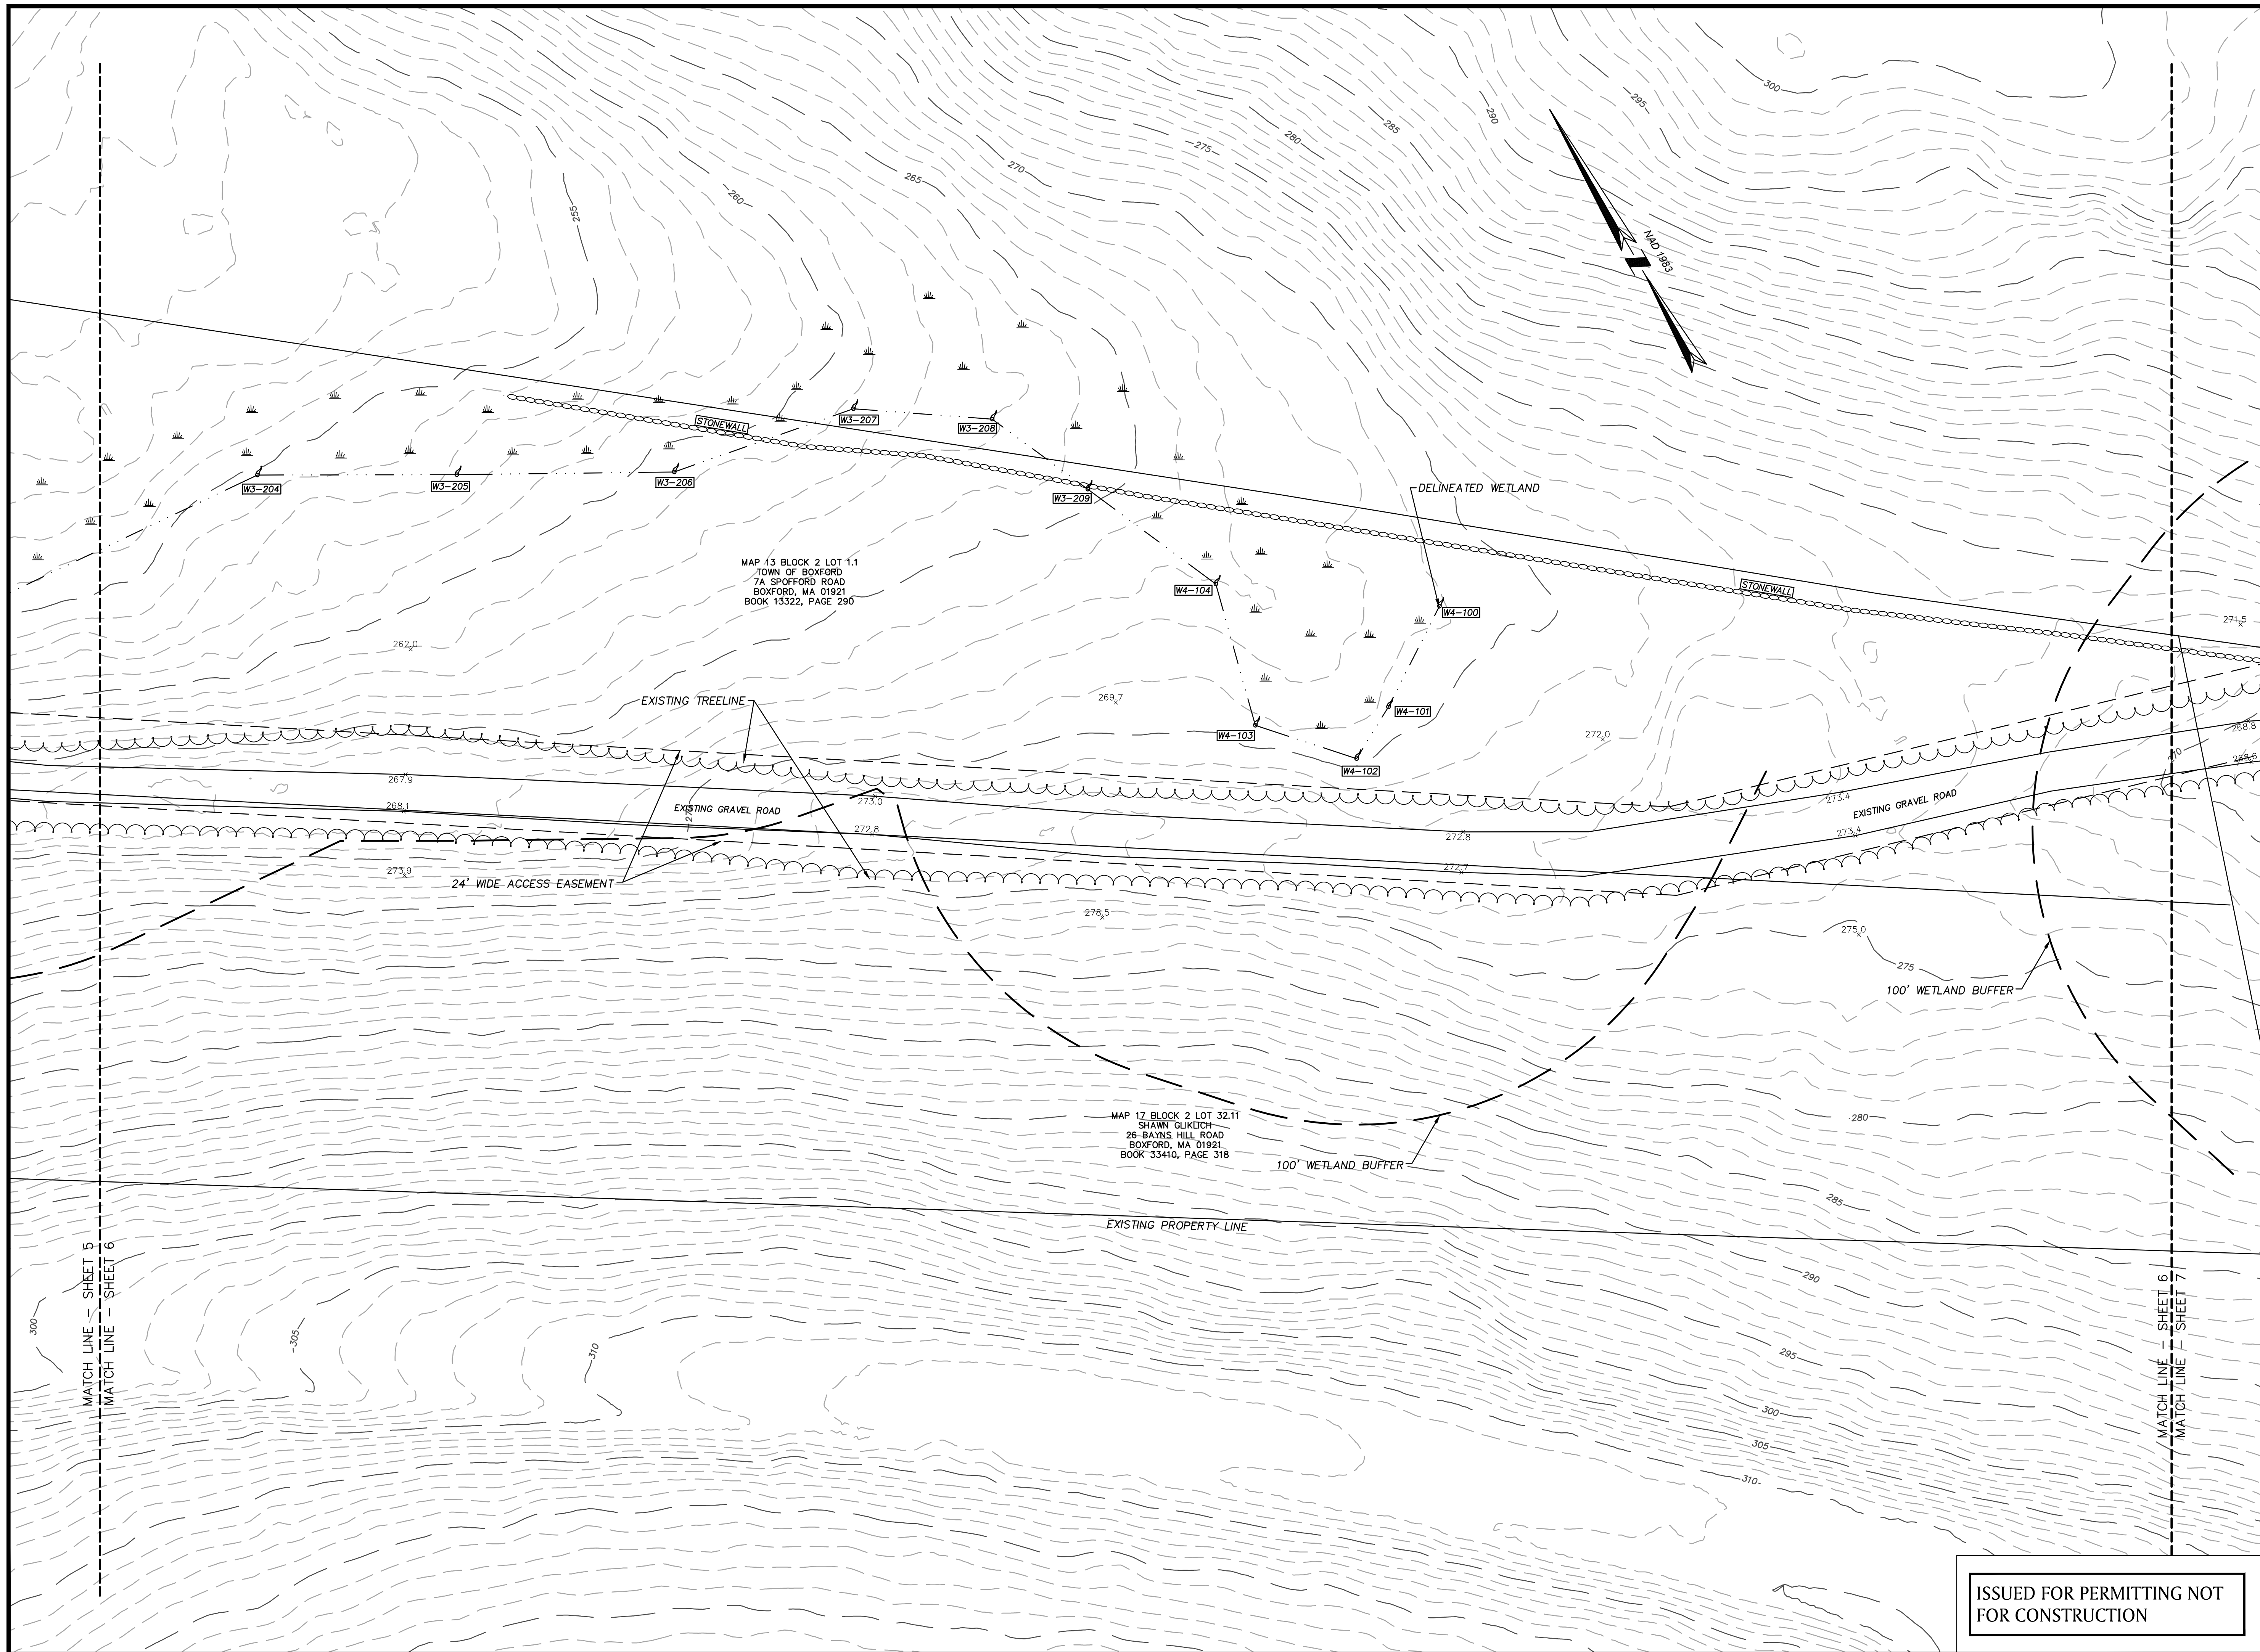 300
295
290
285
280
275
270
265
260
255
NAD 1983
STONEWALL
W3-207
W3-208
W3-204
W3-205
W3-206
W3-209
DELINEATED WETLAND
MAP 13 BLOCK 2 LOT 1.1
TOWN OF BOXFORD
7A SPOFFORD ROAD
BOXFORD, MA 01921
BOOK 13322, PAGE 290
W4-104
W4-100
STONEWALL
271.5
262.0
EXISTING TREELINE
269.7
W4-101
W4-103
272.0
W4-102
268.8
270
268.6
267.9
268.1
EXISTING GRAVEL ROAD
273.0
272.8
272.8
273.4
EXISTING GRAVEL ROAD
273.4
272.7
273.9
24' WIDE ACCESS EASEMENT
278.5
275.0
275
100' WETLAND BUFFER
280
MAP 17 BLOCK 2 LOT 32.11
SHAWN GLIKLICH
26 BAYNS HILL ROAD
BOXFORD, MA 01921
BOOK 33410, PAGE 318
100' WETLAND BUFFER
285
EXISTING PROPERTY LINE
290
MATCH LINE - SHEET 5
MATCH LINE - SHEET 6
300
305
310
295
300
305
310
MATCH LINE - SHEET 6
MATCH LINE - SHEET 7
ISSUED FOR PERMITTING NOT
FOR CONSTRUCTION